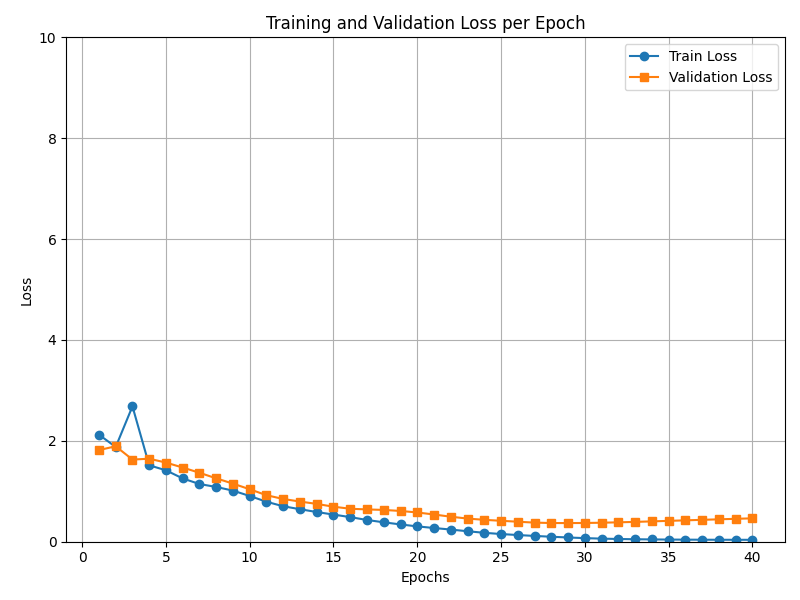 Training and Validation Loss per Epoch
Train Loss
Validation Loss
10
8
6
4
2
0
Loss
0 5 10 15 20 25 30 35 40
Epochs